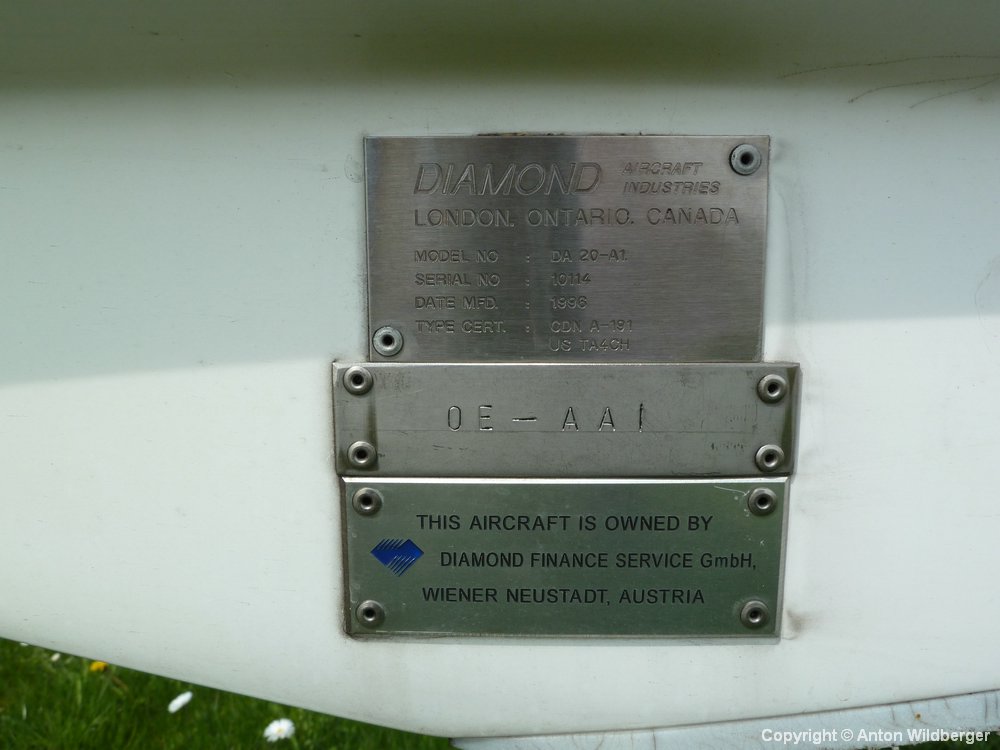 DIAMOND AIRCRAFT INDUSTRIES
LONDON, ONTARIO, CANADA
MODEL NO : DA 20-A1
SERIAL NO : 10114
DATE MFD. : 1996
TYPE CERT. : CDN A-191
US TA4CH
OE-AAI
THIS AIRCRAFT IS OWNED BY
DIAMOND FINANCE SERVICE GmbH,
WIENER NEUSTADT, AUSTRIA
Copyright © Anton Wildberger